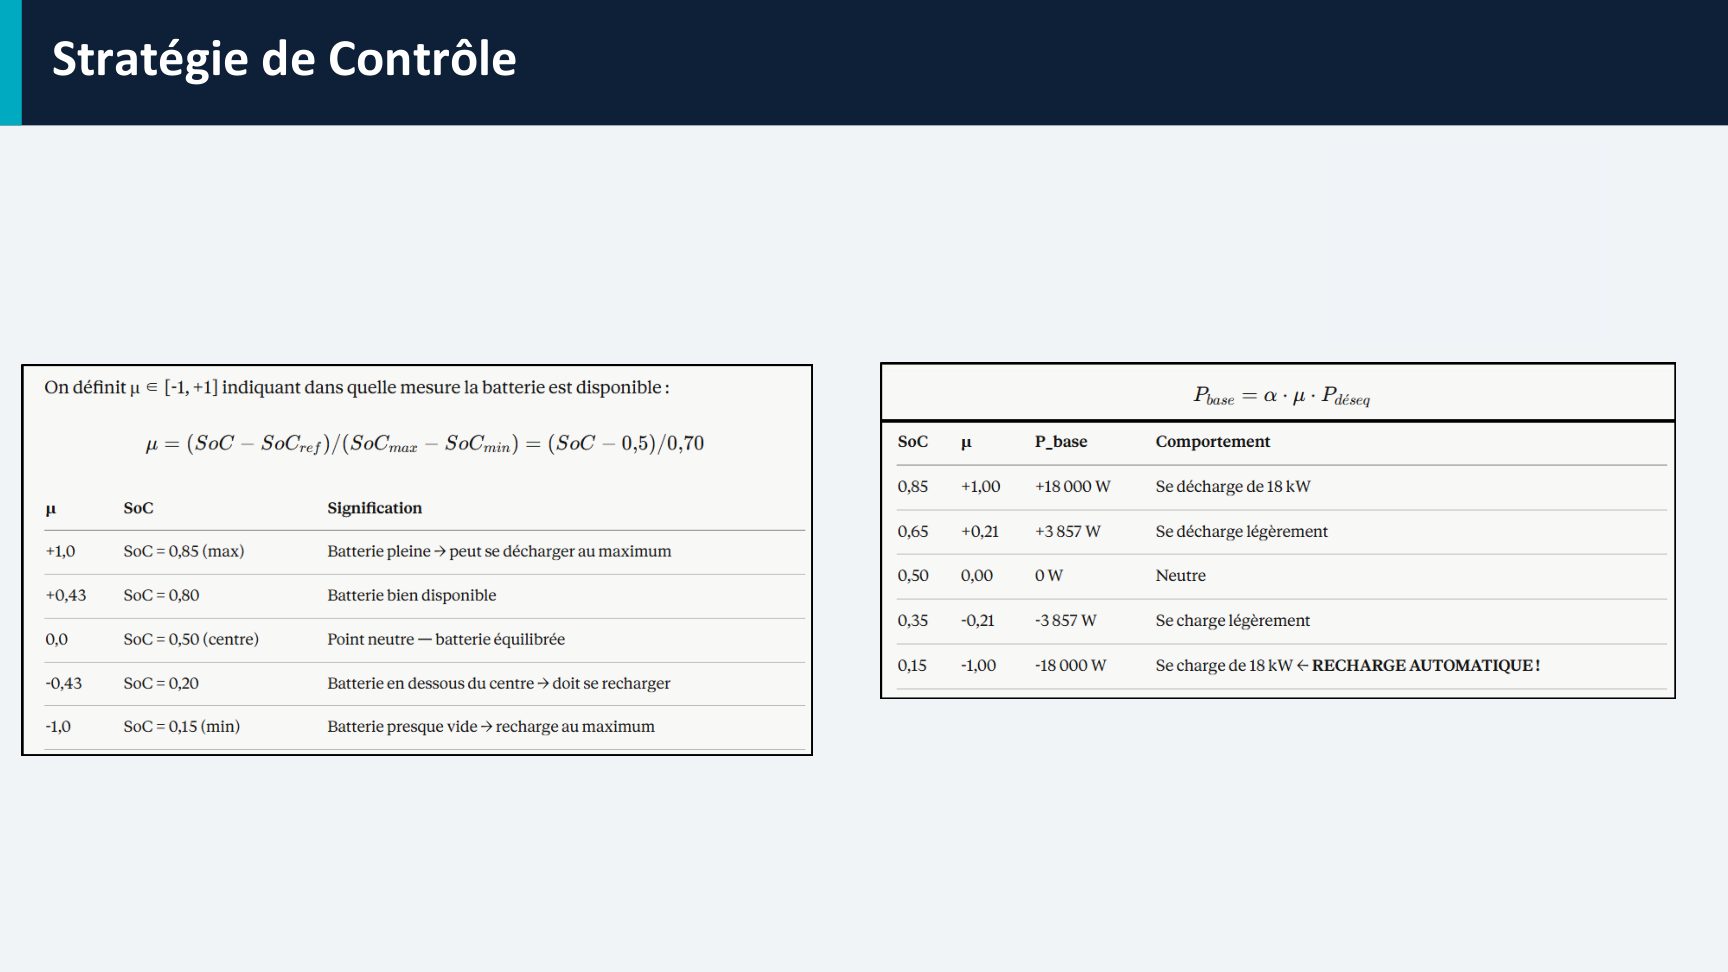 Stratégie de Contrôle
On définit μ ∈ [-1, +1] indiquant dans quelle mesure la batterie est disponible :
μ = (SoC − SoC_ref)/(SoC_max − SoC_min) = (SoC − 0,5)/0,70
μ SoC Signification
+1,0 SoC = 0,85 (max) Batterie pleine → peut se décharger au maximum
+0,43 SoC = 0,80 Batterie bien disponible
0,0 SoC = 0,50 (centre) Point neutre — batterie équilibrée
-0,43 SoC = 0,20 Batterie en dessous du centre → doit se recharger
-1,0 SoC = 0,15 (min) Batterie presque vide → recharge au maximum
P_base = α · μ · P_déseq
SoC μ P_base Comportement
0,85 +1,00 +18 000 W Se décharge de 18 kW
0,65 +0,21 +3 857 W Se décharge légèrement
0,50 0,00 0 W Neutre
0,35 -0,21 -3 857 W Se charge légèrement
0,15 -1,00 -18 000 W Se charge de 18 kW ← RECHARGE AUTOMATIQUE !